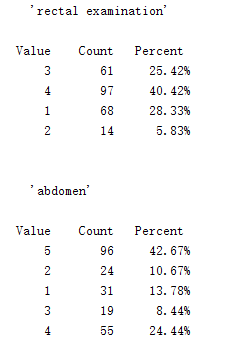 'rectal examination'
Value Count Percent
3 61 25.42%
4 97 40.42%
1 68 28.33%
2 14 5.83%
'abdomen'
Value Count Percent
5 96 42.67%
2 24 10.67%
1 31 13.78%
3 19 8.44%
4 55 24.44%